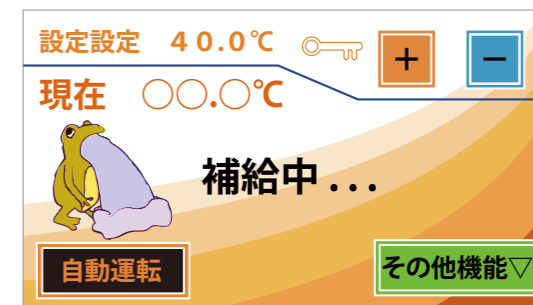 設定設定 40.0℃ + −
現在 ○○.○℃
補給中...
自動運転 その他機能▽